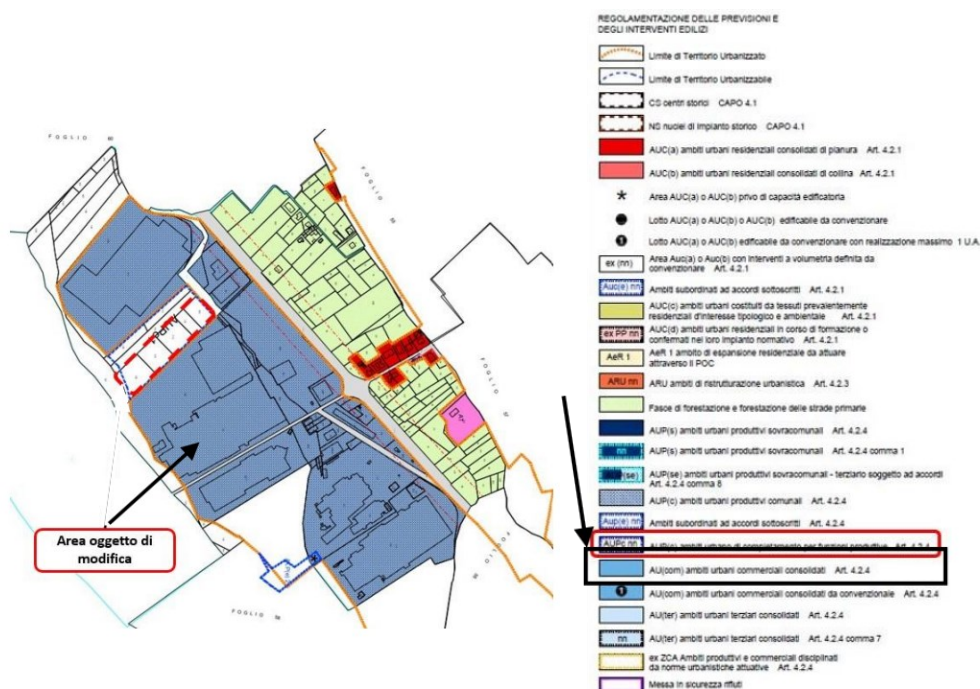 FOGLIO
Area oggetto di
modifica
FOGLIO
FOGLIO
FOGLIO
REGOLAMENTAZIONE DELLE PREVISIONI E
DEGLI INTERVENTI EDILIZI
Limite di Territorio Urbanizzato
Limite di Territorio Urbanizzabile
CS centri storici CAPO 4.1
NS nuclei di impianto storico CAPO 4.1
AUC(a) ambiti urbani residenziali consolidati di pianura Art. 4.2.1
AUC(b) ambiti urbani residenziali consolidati di collina Art. 4.2.1
* Area AUC(a) o AUC(b) privo di capacità edificatoria
Lotto AUC(a) o AUC(b) o AUC(b) edificabile da convenzionare
1 Lotto AUC(a) o AUC(b) edificabile da convenzionare con realizzazione massimo 1 U.A.
ex (nn) Area Auc(a) o Auc(b) con interventi a volumetria definita da
convenzionare Art. 4.2.1
Auc(e) nn Ambiti subordinati ad accordi sottoscritti Art. 4.2.1
AUC(c) ambiti urbani costituiti da tessuti prevalentemente
residenziali d'interesse tipologico e ambientale Art. 4.2.1
ex PP nn AUC(d) ambiti urbani residenziali in corso di formazione o
confermati nel loro impianto normativo Art. 4.2.1
AeR 1 AeR 1 ambito di espansione residenziale da attuare
attraverso il POC
ARU nn ARU ambiti di ristrutturazione urbanistica Art. 4.2.3
Fasce di forestazione e forestazione delle strade primarie
AUP(s) ambiti urbani produttivi sovracomunali Art. 4.2.4
nn AUP(s) ambiti urbani produttivi sovracomunali Art. 4.2.4 comma 1
(se) AUP(se) ambiti urbani produttivi sovracomunali - terziario soggetto ad accordi
Art. 4.2.4 comma 8
AUP(c) ambiti urbani produttivi comunali Art. 4.2.4
Aup(e) nn Ambiti subordinati ad accordi sottoscritti Art. 4.2.4
AUPc nn AUP(c) ambiti urbano di completamento per funzioni produttive Art. 4.2.4
AU(com) ambiti urbani commerciali consolidati Art. 4.2.4
1 AU(com) ambiti urbani commerciali consolidati da convenzionale Art. 4.2.4
AU(ter) ambiti urbani terziari consolidati Art. 4.2.4
nn AU(ter) ambiti urbani terziari consolidati Art. 4.2.4 comma 7
ex ZCA Ambiti produttivi e commerciali disciplinati
da norme urbanistiche attuative Art. 4.2.4
Messa in sicurezza rifiuti